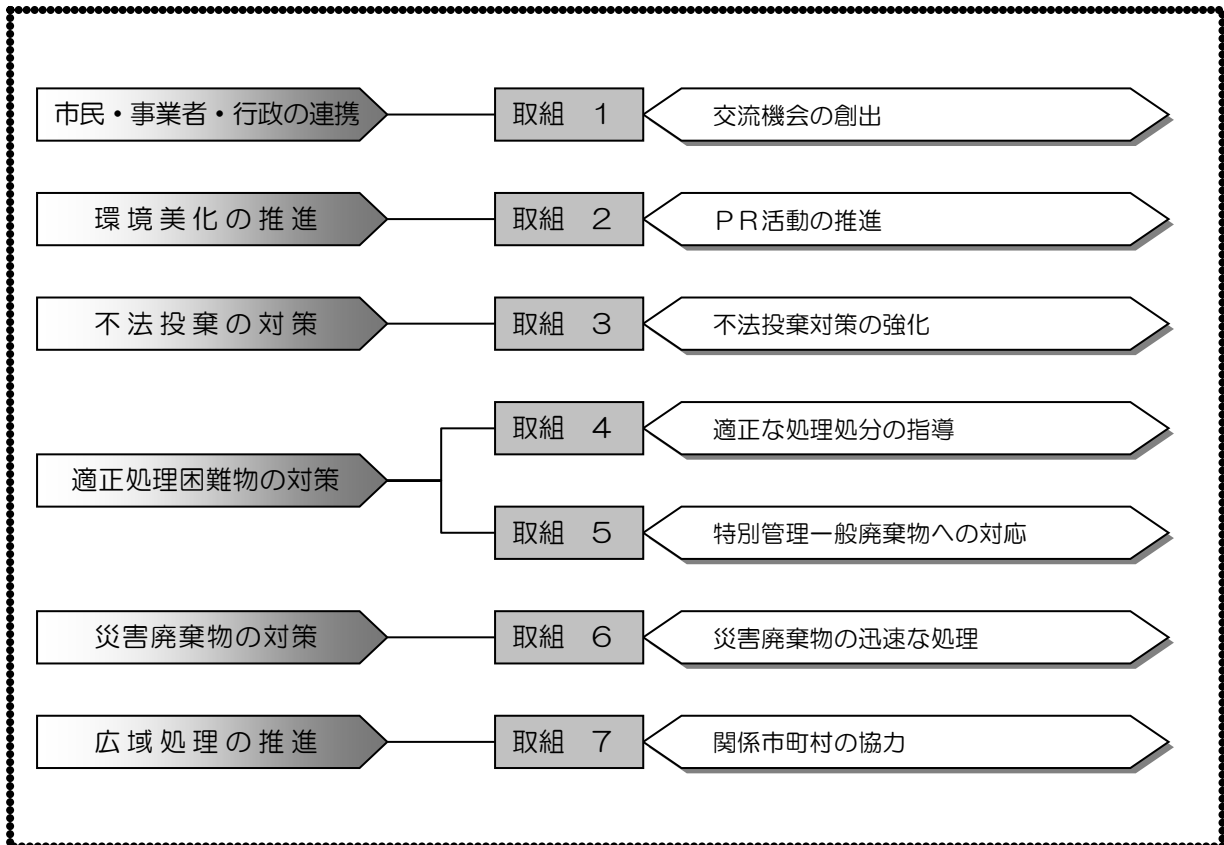 市民・事業者・行政の連携
取組 1
交流機会の創出
環境美化の推進
取組 2
PR活動の推進
不法投棄の対策
取組 3
不法投棄対策の強化
適正処理困難物の対策
取組 4
適正な処理処分の指導
取組 5
特別管理一般廃棄物への対応
災害廃棄物の対策
取組 6
災害廃棄物の迅速な処理
広域処理の推進
取組 7
関係市町村の協力